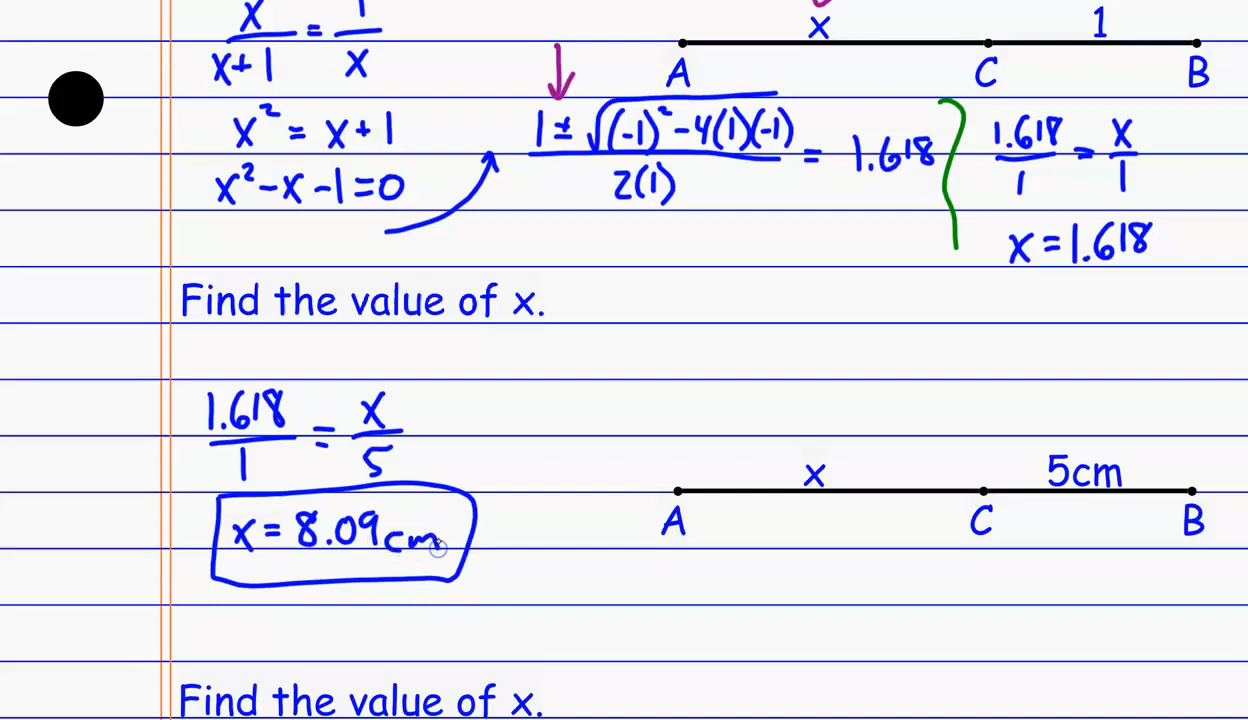 x/x+1 = 1/x
x 1
A C B
x² = x+1
x²-x-1=0
1 ± √(-1)²-4(1)(-1) / 2(1) = 1.618
1.618/1 = x/1
x = 1.618
Find the value of x.
1.618/1 = x/5
x = 8.09cm
x 5cm
A C B
Find the value of x.